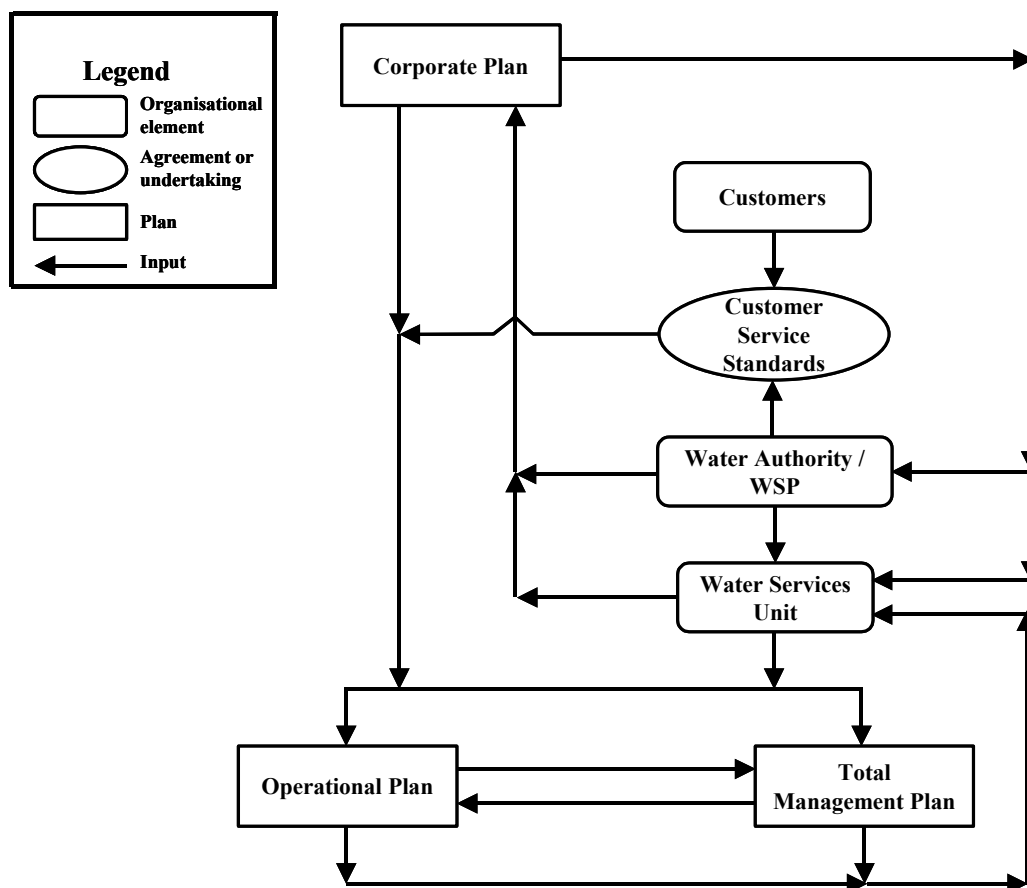 Legend
Organisational
element
Agreement or
undertaking
Plan
Input
Corporate Plan
Customers
Customer
Service
Standards
Water Authority /
WSP
Water Services
Unit
Operational Plan
Total
Management Plan